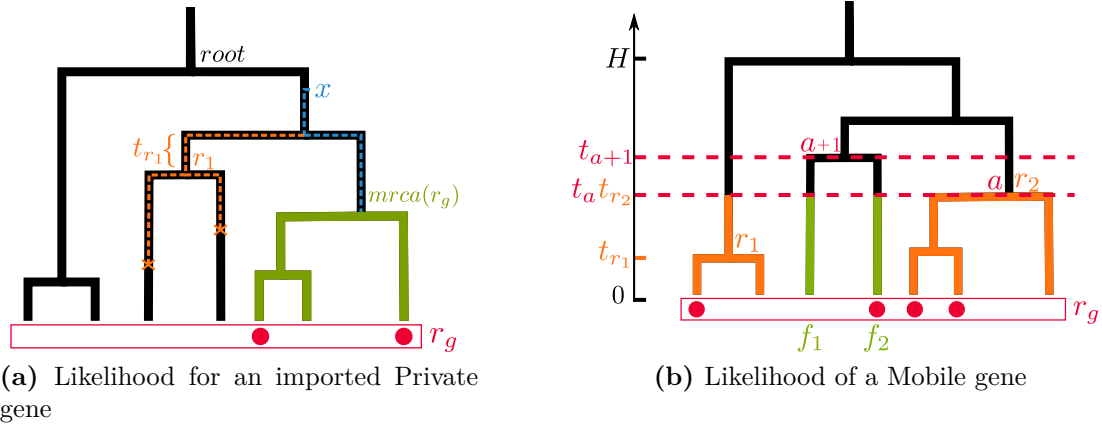 root
x
t_{r_1}{
r_1
mrca(r_g)
r_g
(a) Likelihood for an imported Private
gene
H
t_{a+1}
a+1
t_a t_{r_2}
a r_2
t_{r_1}
r_1
0
r_g
f_1 f_2
(b) Likelihood of a Mobile gene